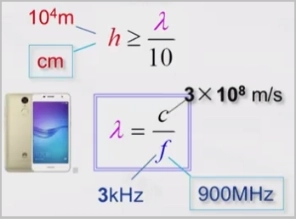 10⁴m
h ≥ λ/10
cm
3×10⁸ m/s
λ = c/f
3kHz
900MHz